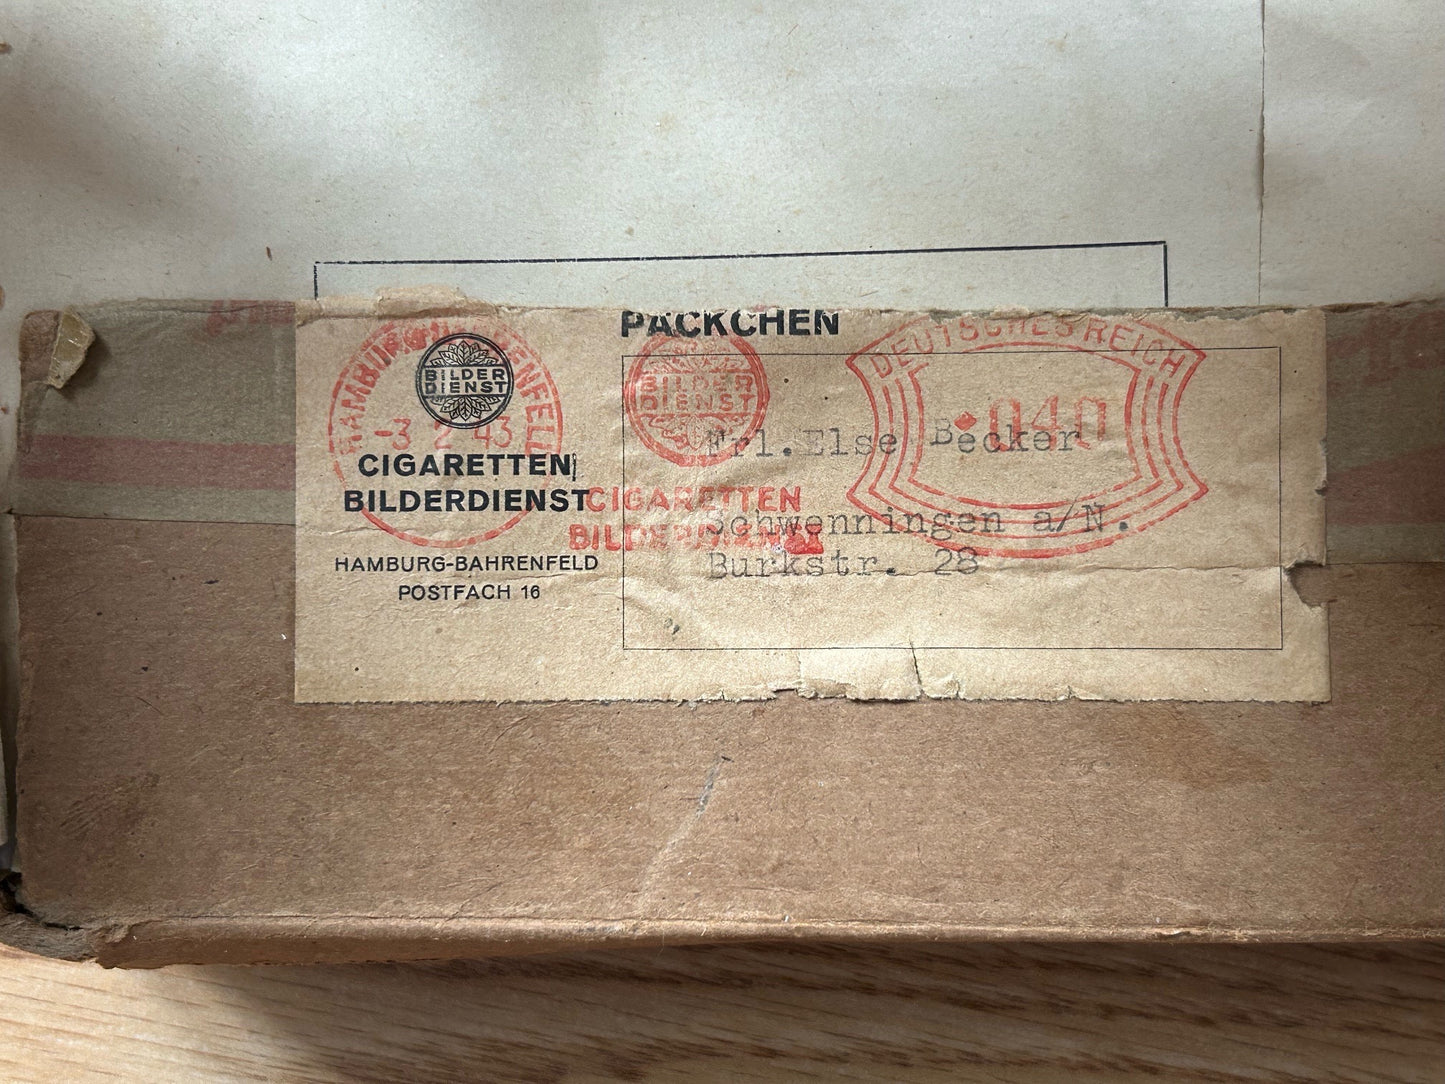 PÄCKCHEN
BILDER
DIENST
CIGARETTEN
BILDERDIENST
HAMBURG-BAHRENFELD
POSTFACH 16
HAMBURG-BAHRENFELD
-3 2 43
BILDER
DIENST
CIGARETTEN
BILDERDIENST
DEUTSCHES REICH
040
Frl. Else Becker
Schwenningen a/N.
Burkstr. 28